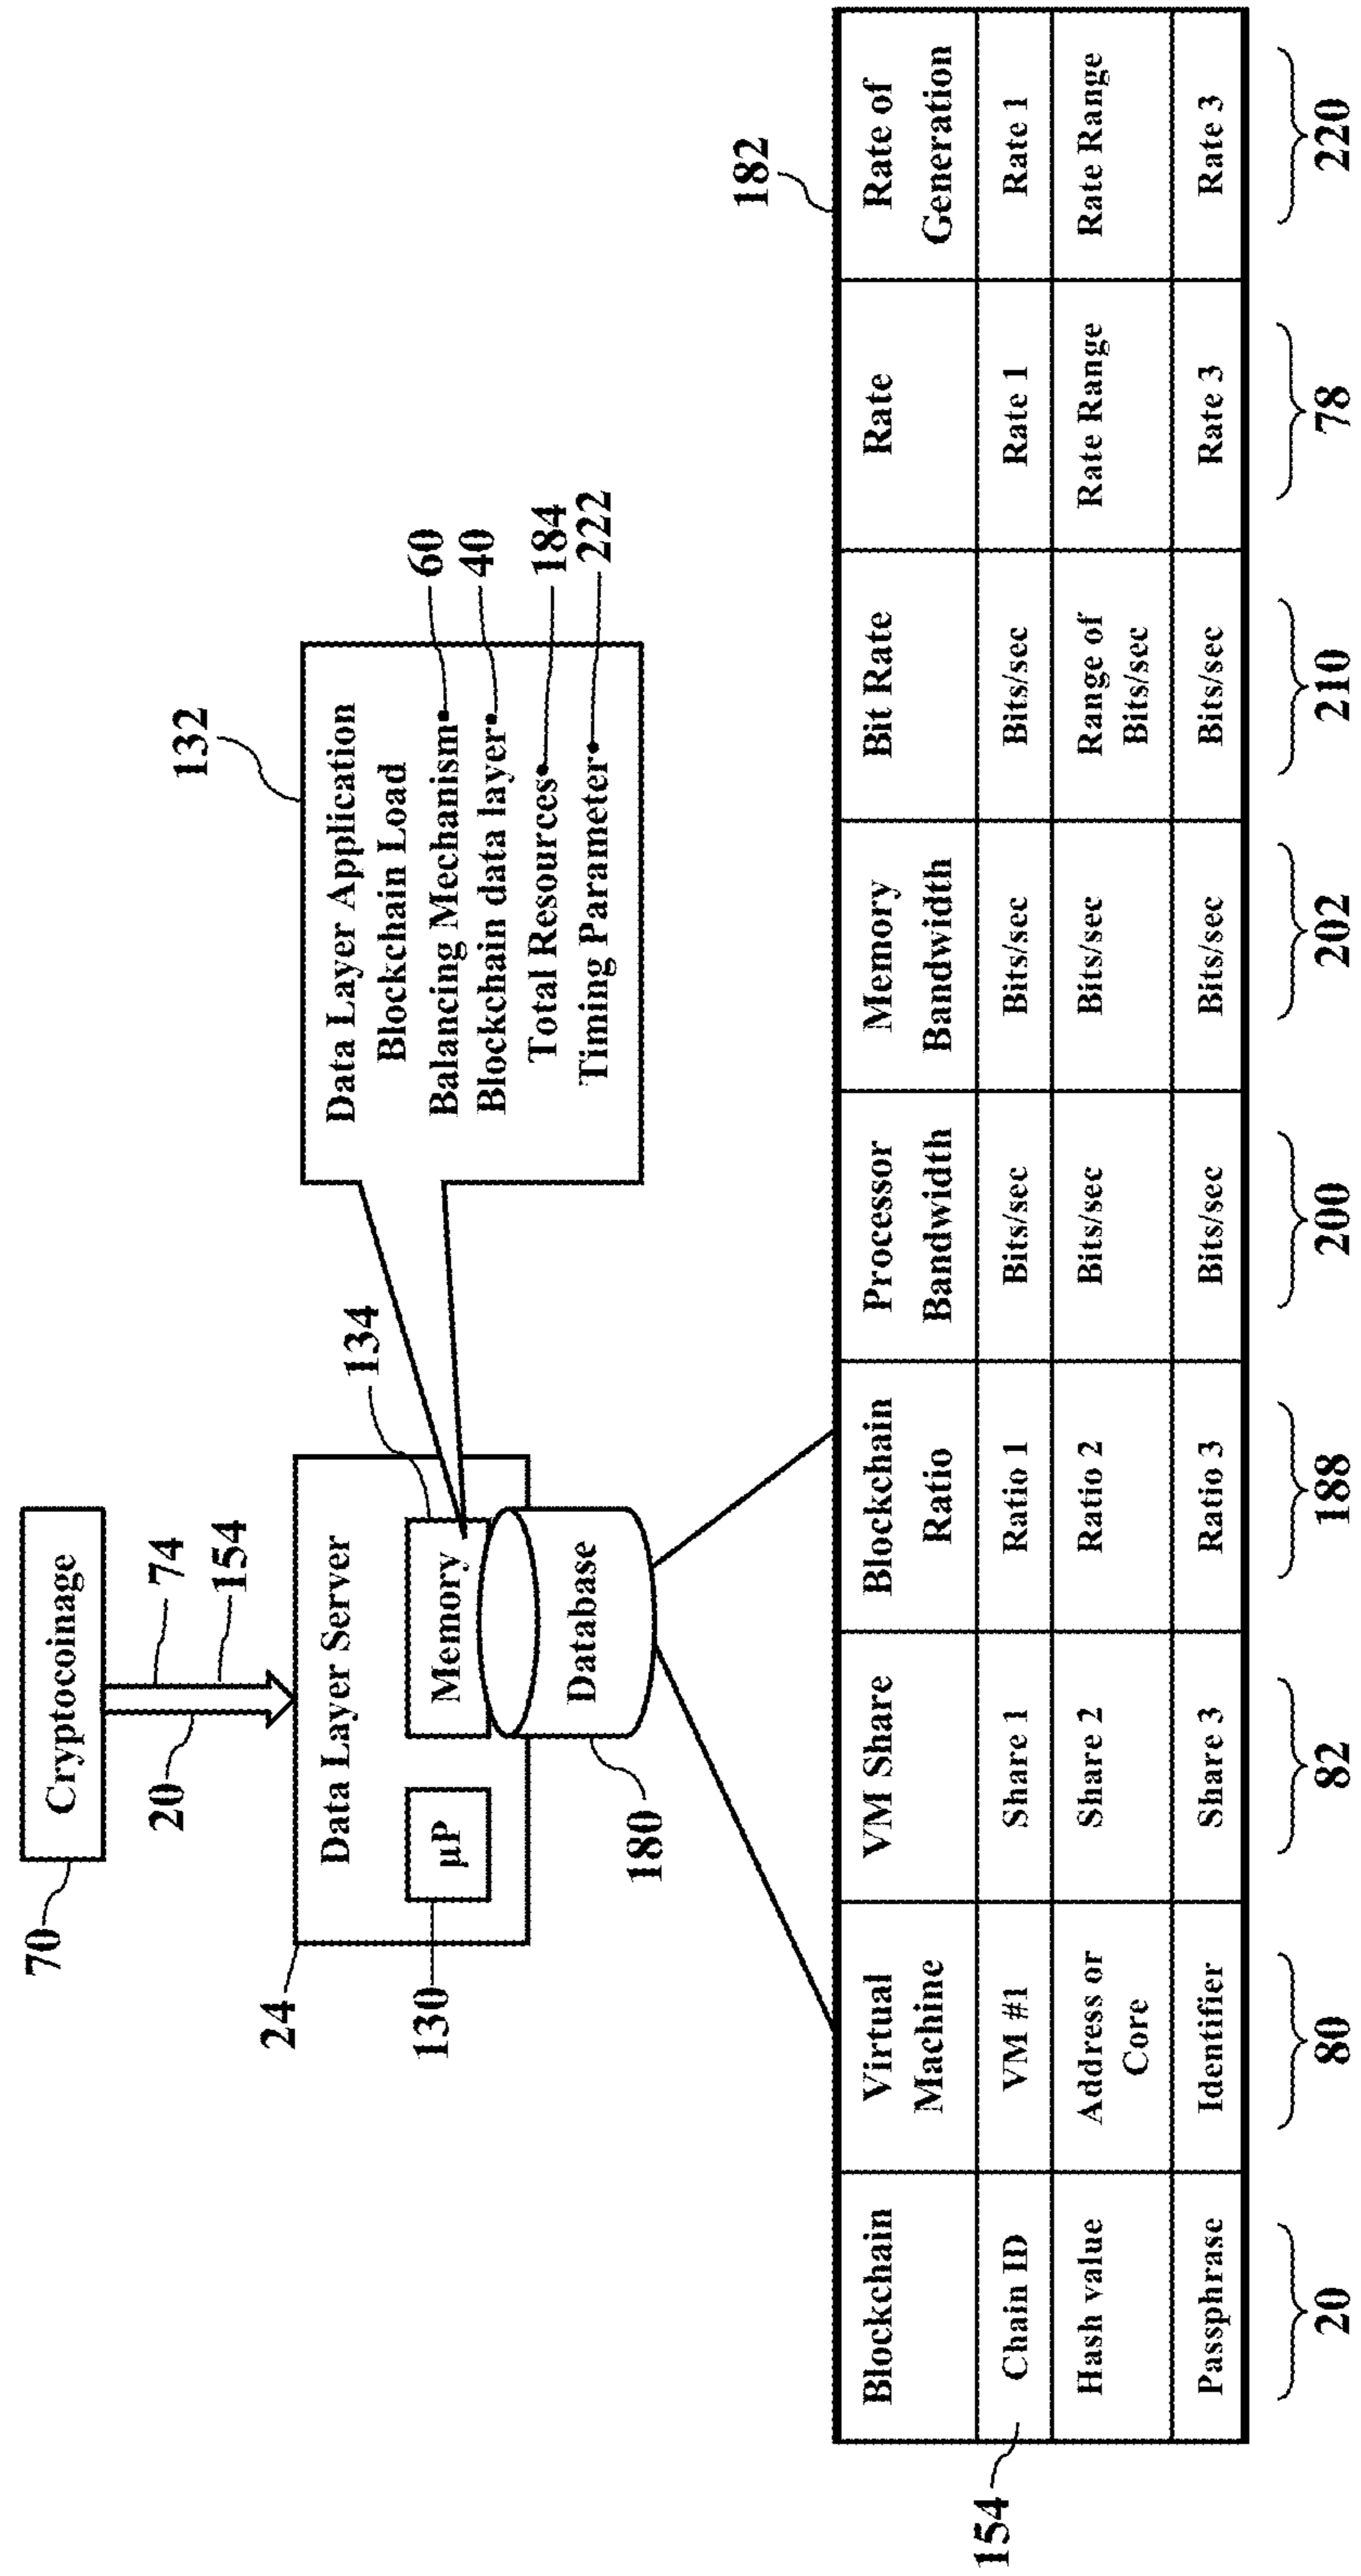 70
Cryptocoinage
20
74
154
24
Data Layer Server
130
µP
Memory
134
180
Database
132
Data Layer Application
Blockchain Load
Balancing Mechanism
60
Blockchain data layer
40
Total Resources
184
Timing Parameter
222
182
Blockchain
Virtual
Machine
VM Share
Blockchain
Ratio
Processor
Bandwidth
Memory
Bandwidth
Bit Rate
Rate
Rate of
Generation
154
Chain ID
VM #1
Share 1
Ratio 1
Bits/sec
Bits/sec
Bits/sec
Rate 1
Rate 1
Hash value
Address or
Core
Share 2
Ratio 2
Bits/sec
Bits/sec
Range of
Bits/sec
Rate Range
Rate Range
Passphrase
Identifier
Share 3
Ratio 3
Bits/sec
Bits/sec
Bits/sec
Rate 3
Rate 3
20
80
82
188
200
202
210
78
220